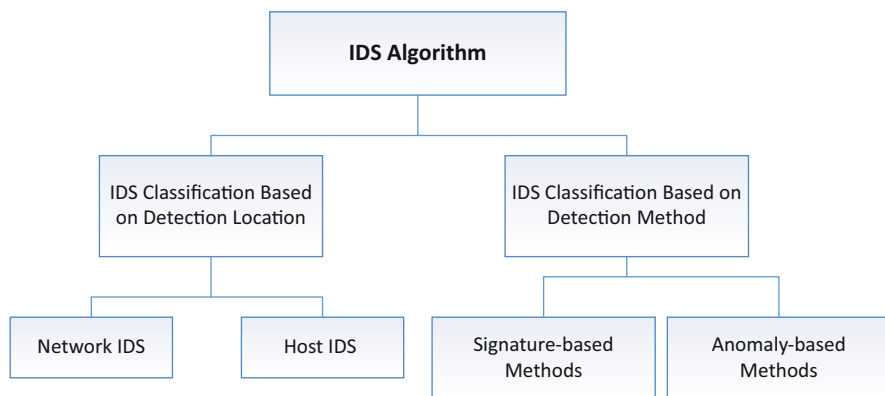 IDS Algorithm
IDS Classification Based
on Detection Location
IDS Classification Based on
Detection Method
Network IDS
Host IDS
Signature-based
Methods
Anomaly-based
Methods